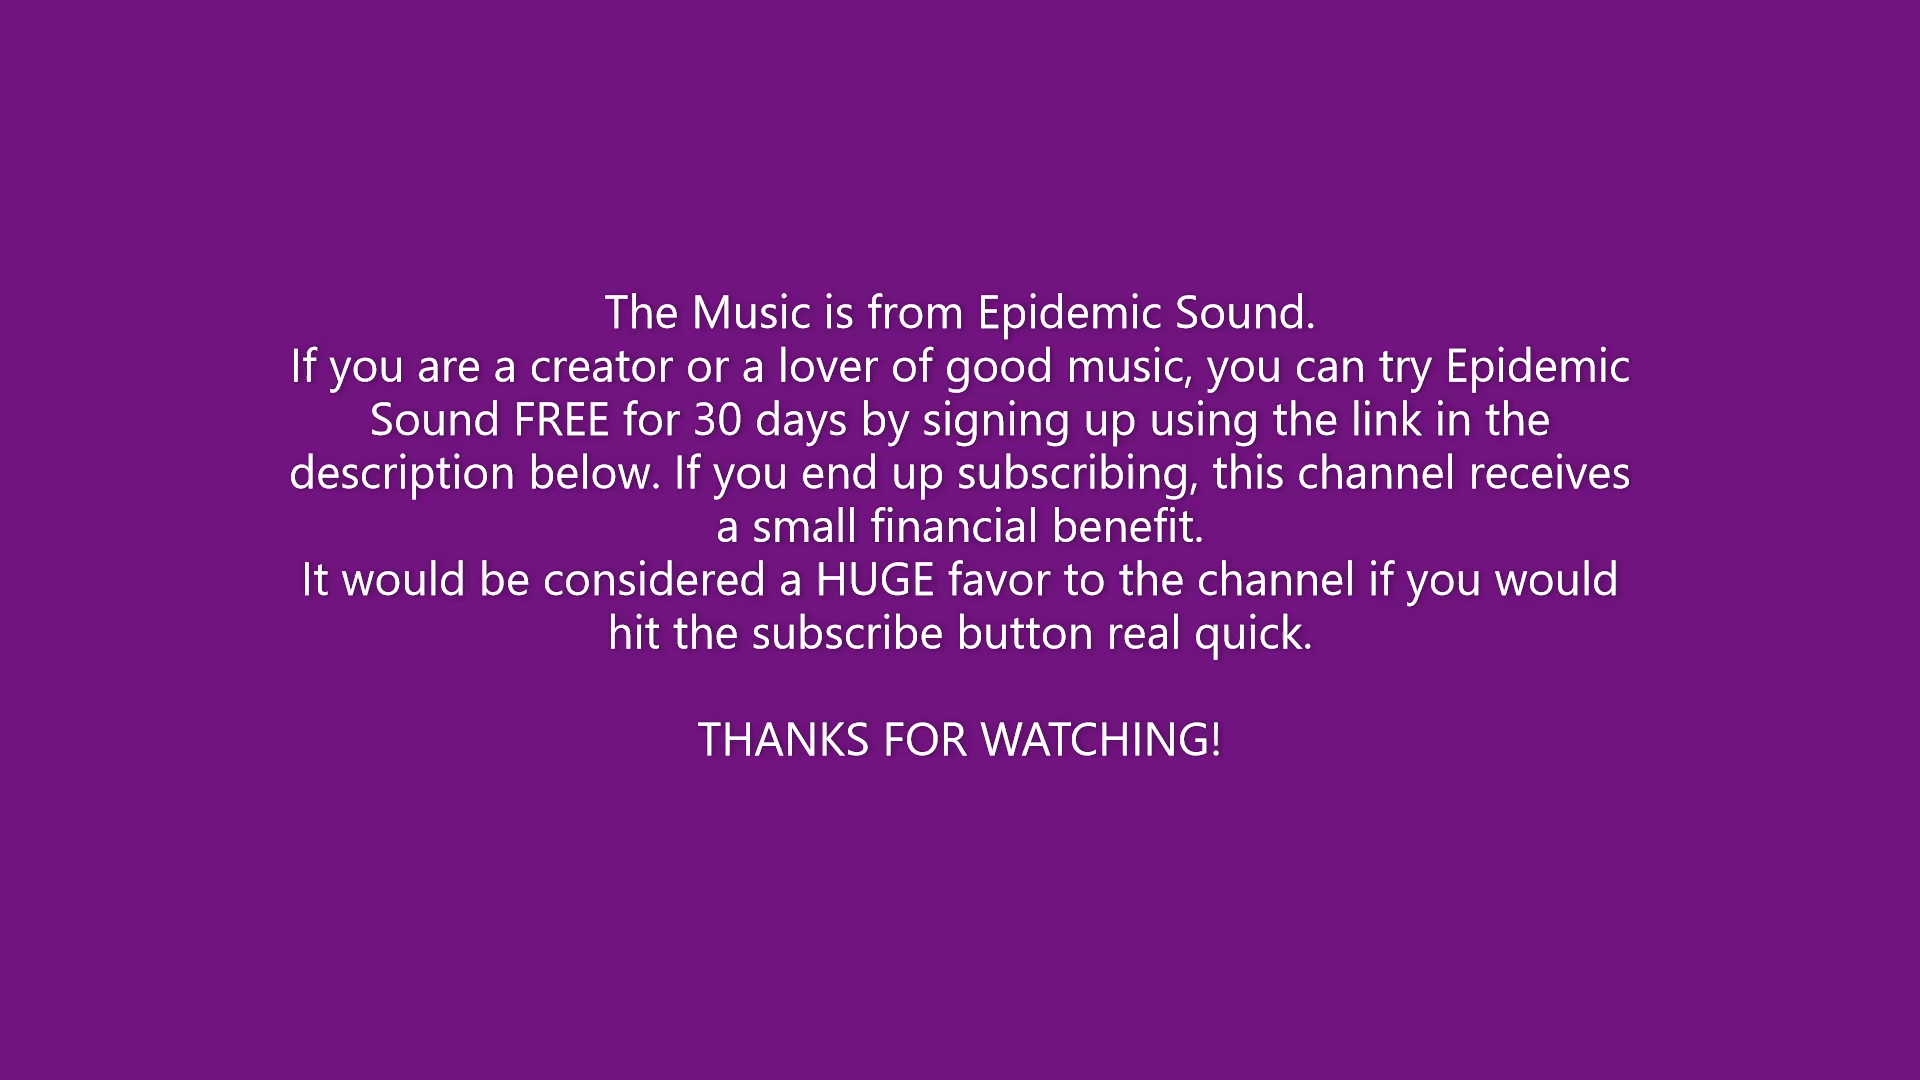 The Music is from Epidemic Sound.
If you are a creator or a lover of good music, you can try Epidemic
Sound FREE for 30 days by signing up using the link in the
description below. If you end up subscribing, this channel receives
a small financial benefit.
It would be considered a HUGE favor to the channel if you would
hit the subscribe button real quick.
THANKS FOR WATCHING!